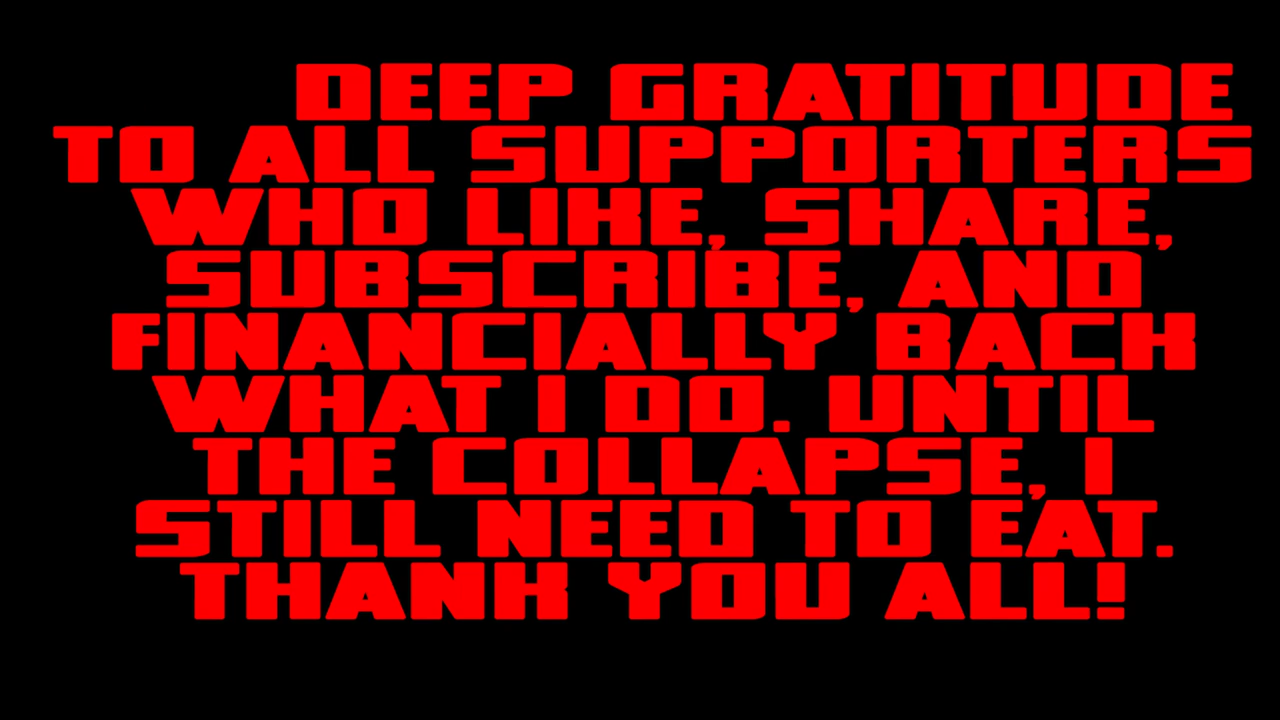 DEEP GRATITUDE
TO ALL SUPPORTERS
WHO LIKE, SHARE,
SUBSCRIBE, AND
FINANCIALLY BACK
WHAT I DO. UNTIL
THE COLLAPSE, I
STILL NEED TO EAT.
THANK YOU ALL!